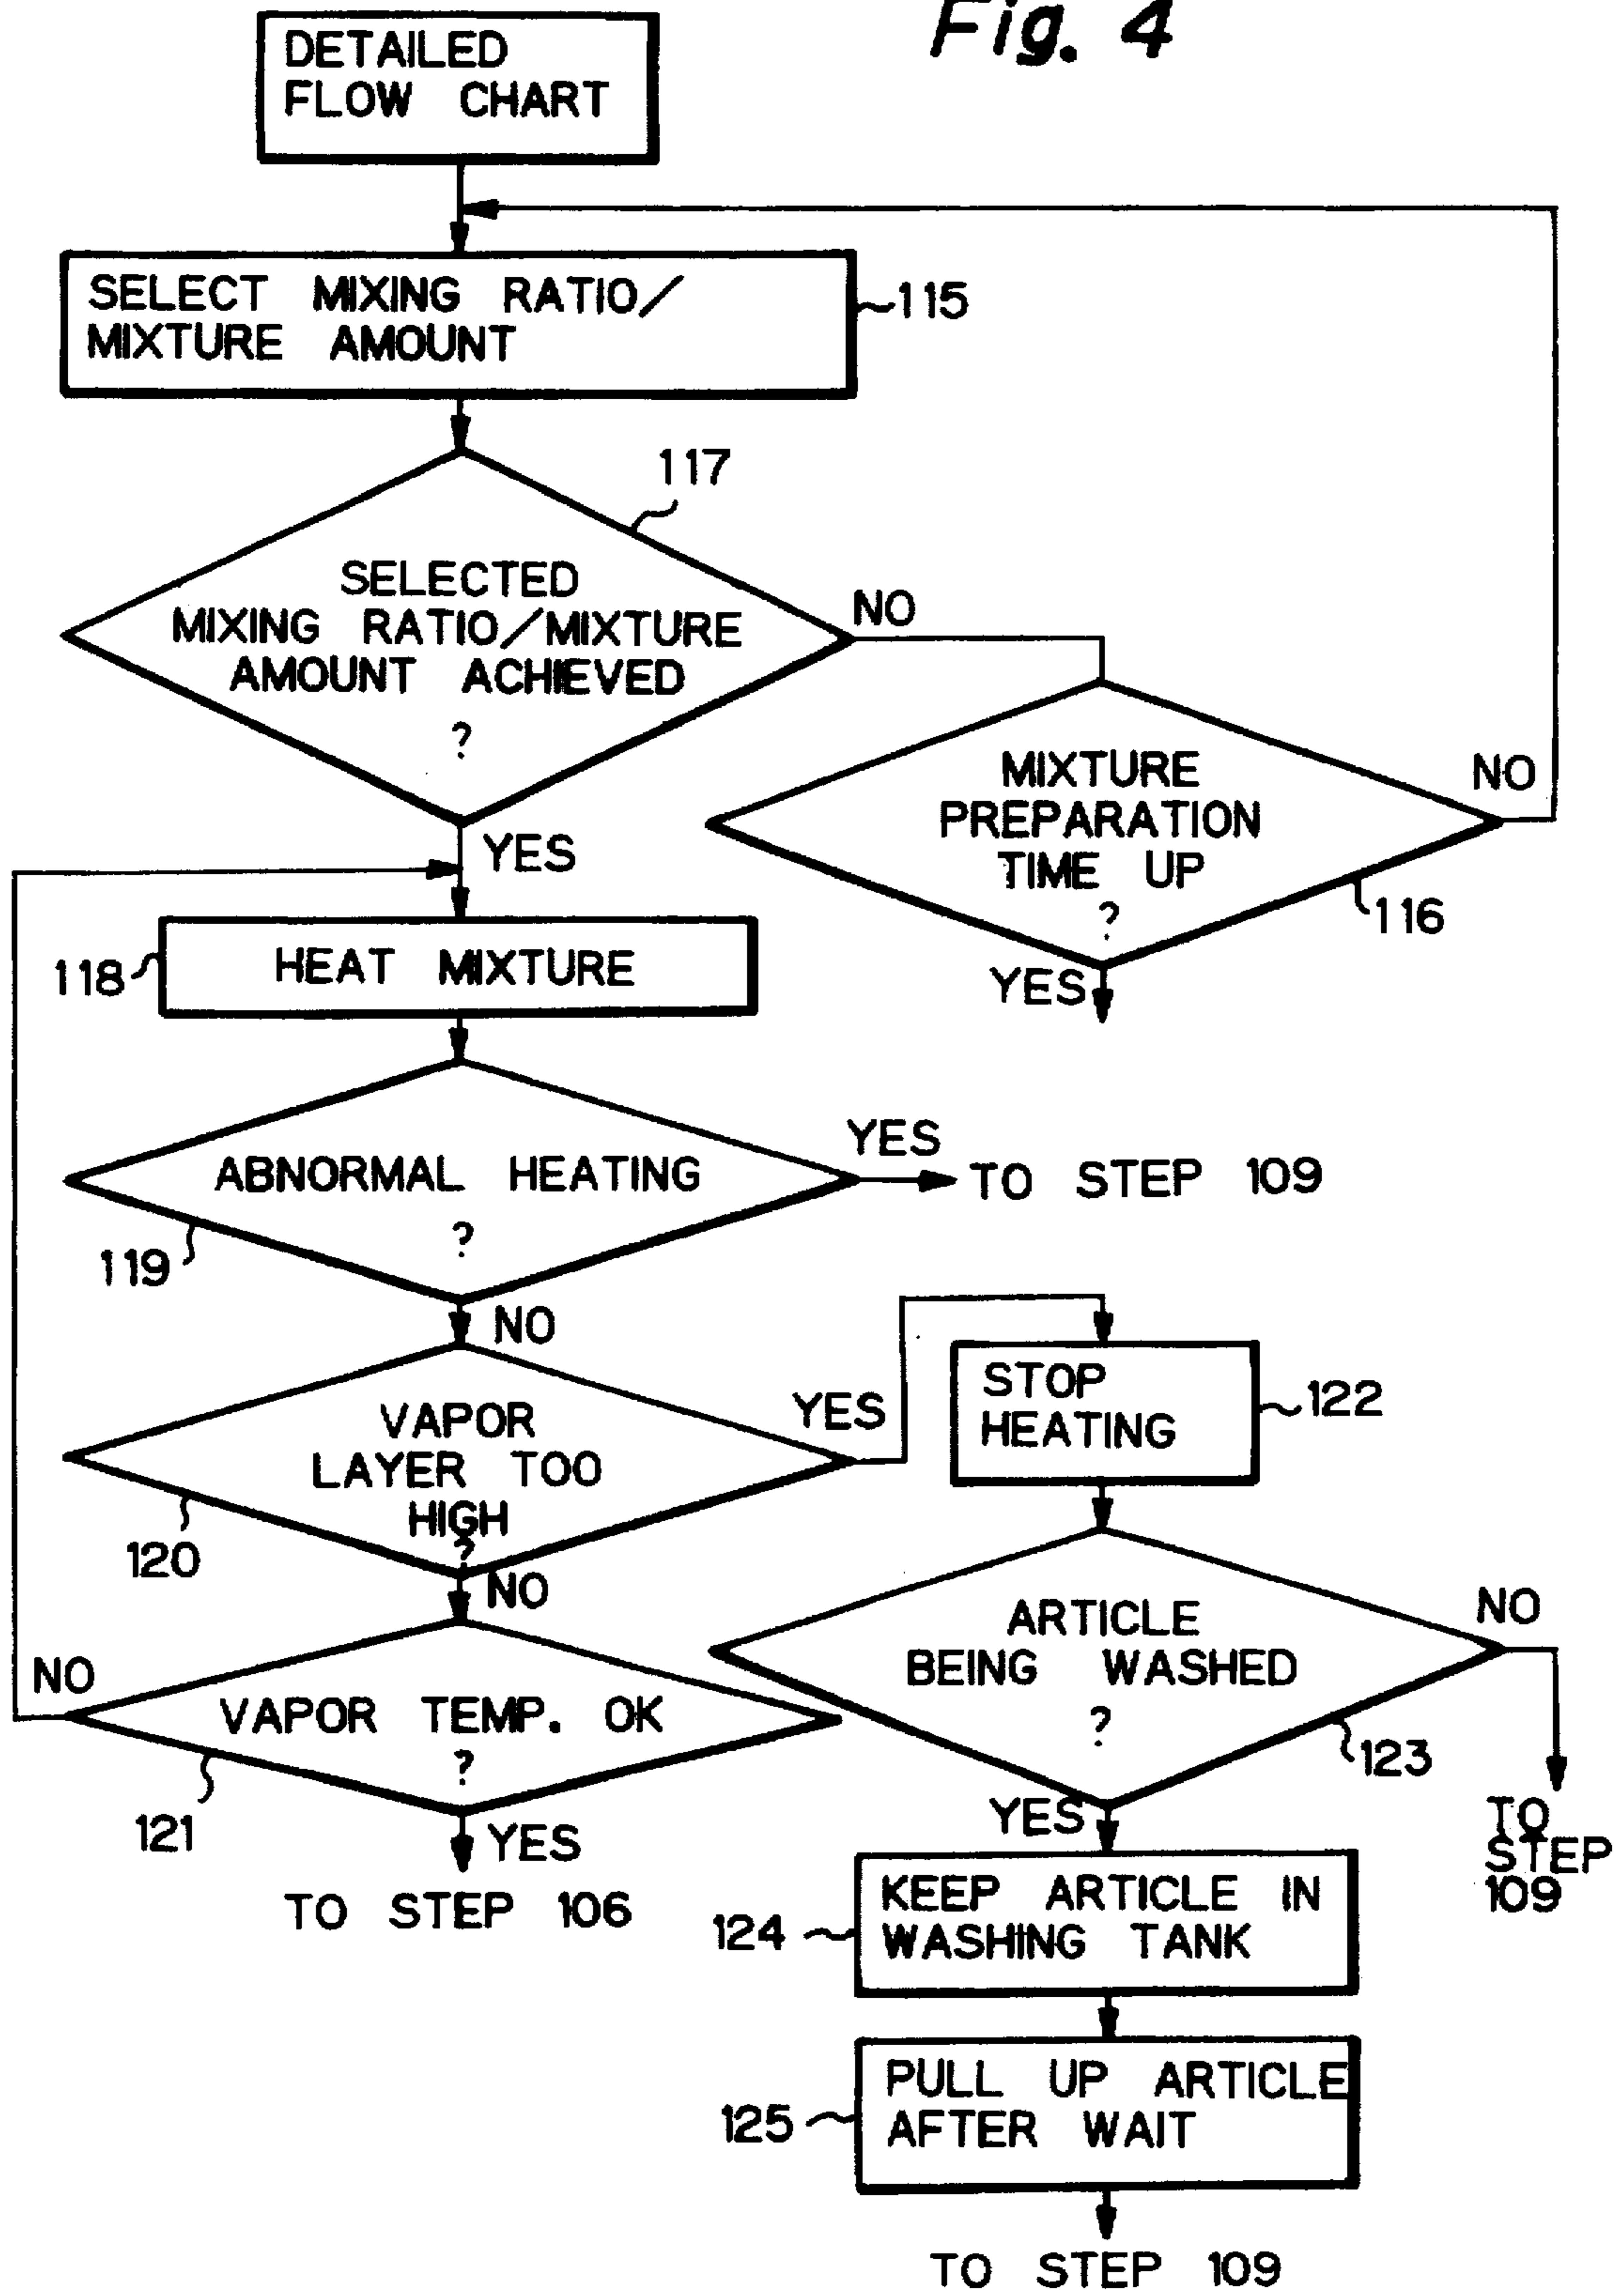 Fig. 4
DETAILED
FLOW CHART
SELECT MIXING RATIO/
MIXTURE AMOUNT
115
117
SELECTED
MIXING RATIO/MIXTURE
AMOUNT ACHIEVED
?
NO
MIXTURE
PREPARATION
TIME UP
?
NO
116
YES
YES
118
HEAT MIXTURE
ABNORMAL HEATING
?
YES
TO STEP 109
119
NO
VAPOR
LAYER TOO
HIGH
?
YES
120
NO
STOP
HEATING
122
ARTICLE
BEING WASHED
?
NO
123
TO
STEP
109
YES
NO
VAPOR TEMP. OK
?
121
YES
TO STEP 106
124
KEEP ARTICLE IN
WASHING TANK
125
PULL UP ARTICLE
AFTER WAIT
TO STEP 109